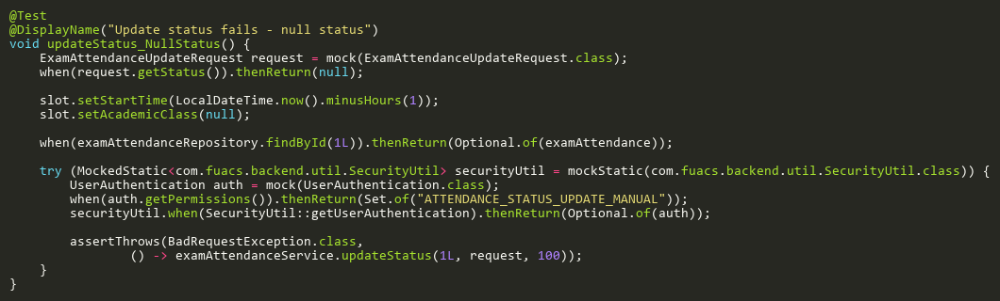 @Test
@DisplayName("Update status fails - null status")
void updateStatus_NullStatus() {
    ExamAttendanceUpdateRequest request = mock(ExamAttendanceUpdateRequest.class);
    when(request.getStatus()).thenReturn(null);

    slot.setStartTime(LocalDateTime.now().minusHours(1));
    slot.setAcademicClass(null);

    when(examAttendanceRepository.findById(1L)).thenReturn(Optional.of(examAttendance));

    try (MockedStatic<com.fuacs.backend.util.SecurityUtil> securityUtil = mockStatic(com.fuacs.backend.util.SecurityUtil.class)) {
        UserAuthentication auth = mock(UserAuthentication.class);
        when(auth.getPermissions()).thenReturn(Set.of("ATTENDANCE_STATUS_UPDATE_MANUAL"));
        securityUtil.when(SecurityUtil::getUserAuthentication).thenReturn(Optional.of(auth));

        assertThrows(BadRequestException.class,
                () -> examAttendanceService.updateStatus(1L, request, 100));
    }
}